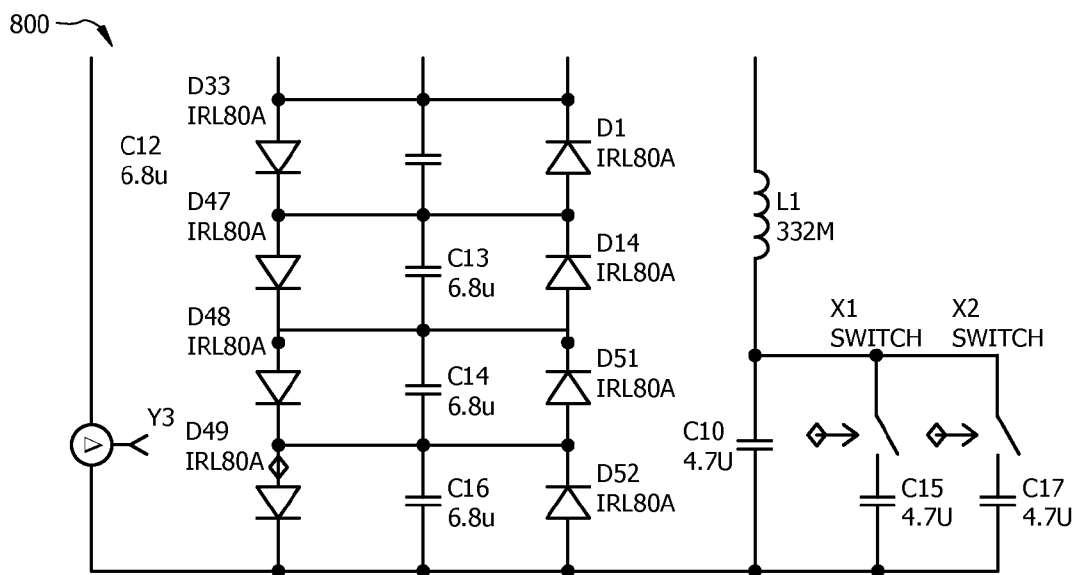 800
D33
IRL80A
C12
6.8u
D1
IRL80A
D47
IRL80A
C13
6.8u
D14
IRL80A
L1
332M
D48
IRL80A
C14
6.8u
D51
IRL80A
X1
SWITCH
X2
SWITCH
Y3
D49
IRL80A
C16
6.8u
D52
IRL80A
C10
4.7U
C15
4.7U
C17
4.7U